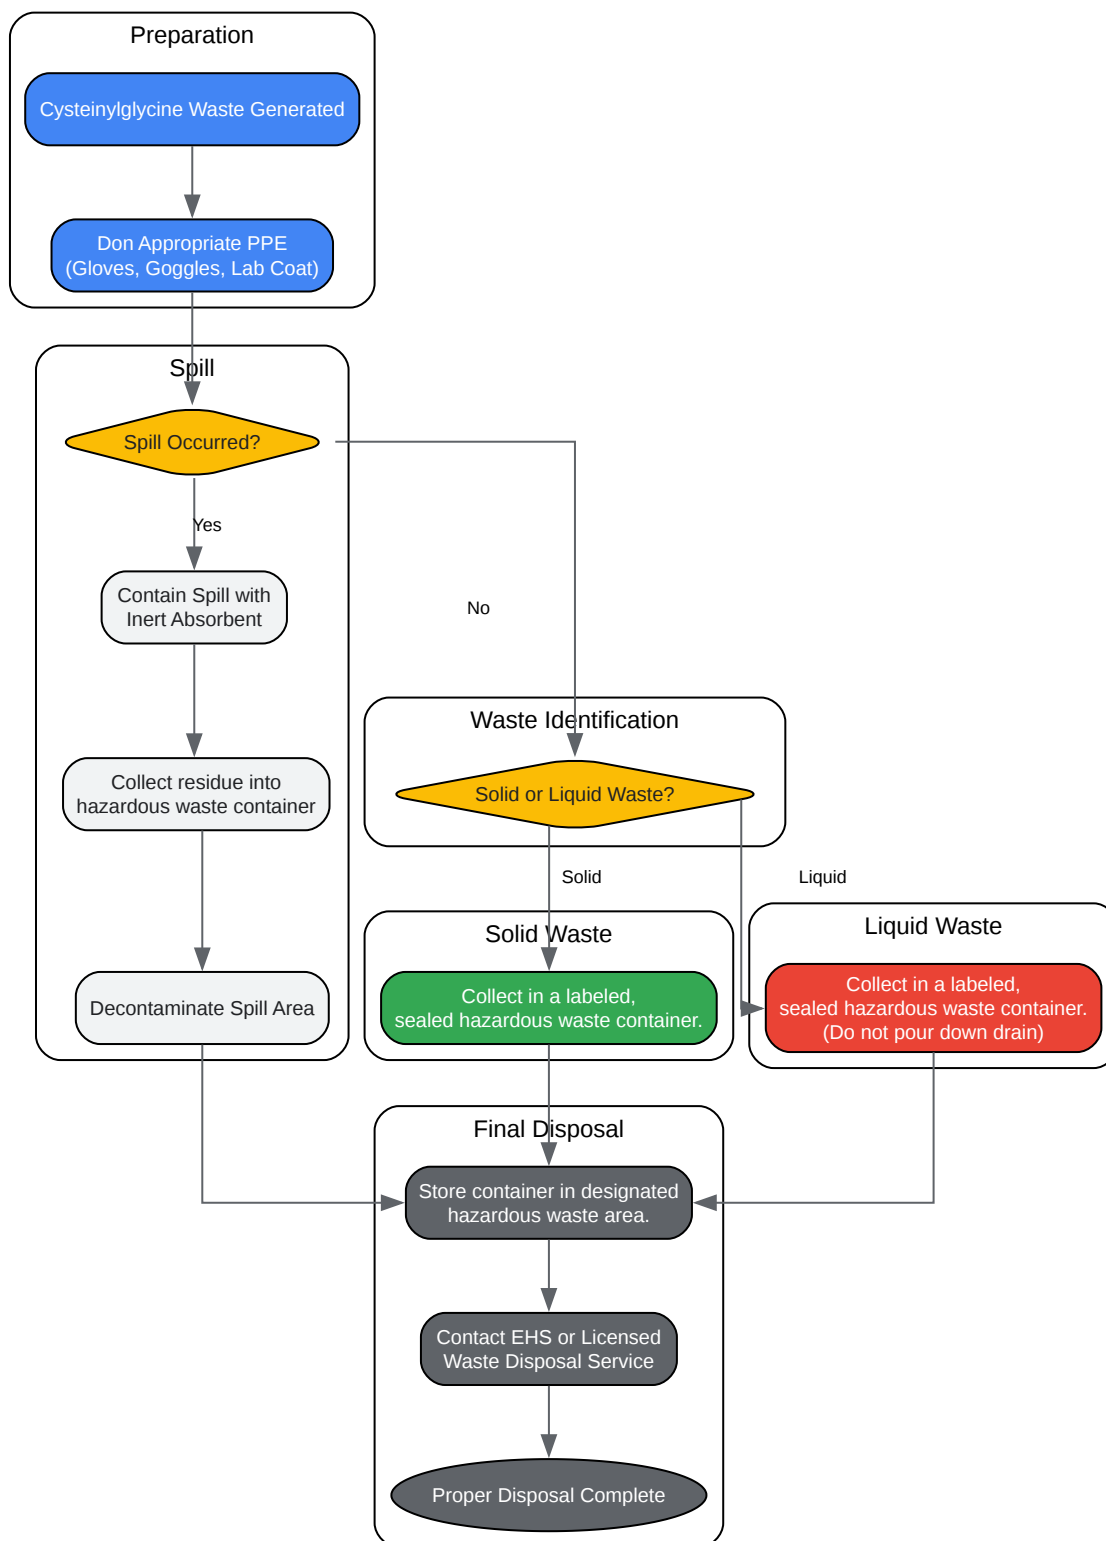 Preparation
Cysteinylglycine Waste Generated
Don Appropriate PPE
(Gloves, Goggles, Lab Coat)
Spill
Spill Occurred?
Yes
No
Contain Spill with
Inert Absorbent
Collect residue into
hazardous waste container
Decontaminate Spill Area
Waste Identification
Solid or Liquid Waste?
Solid
Liquid
Solid Waste
Collect in a labeled,
sealed hazardous waste container.
Liquid Waste
Collect in a labeled,
sealed hazardous waste container.
(Do not pour down drain)
Final Disposal
Store container in designated
hazardous waste area.
Contact EHS or Licensed
Waste Disposal Service
Proper Disposal Complete